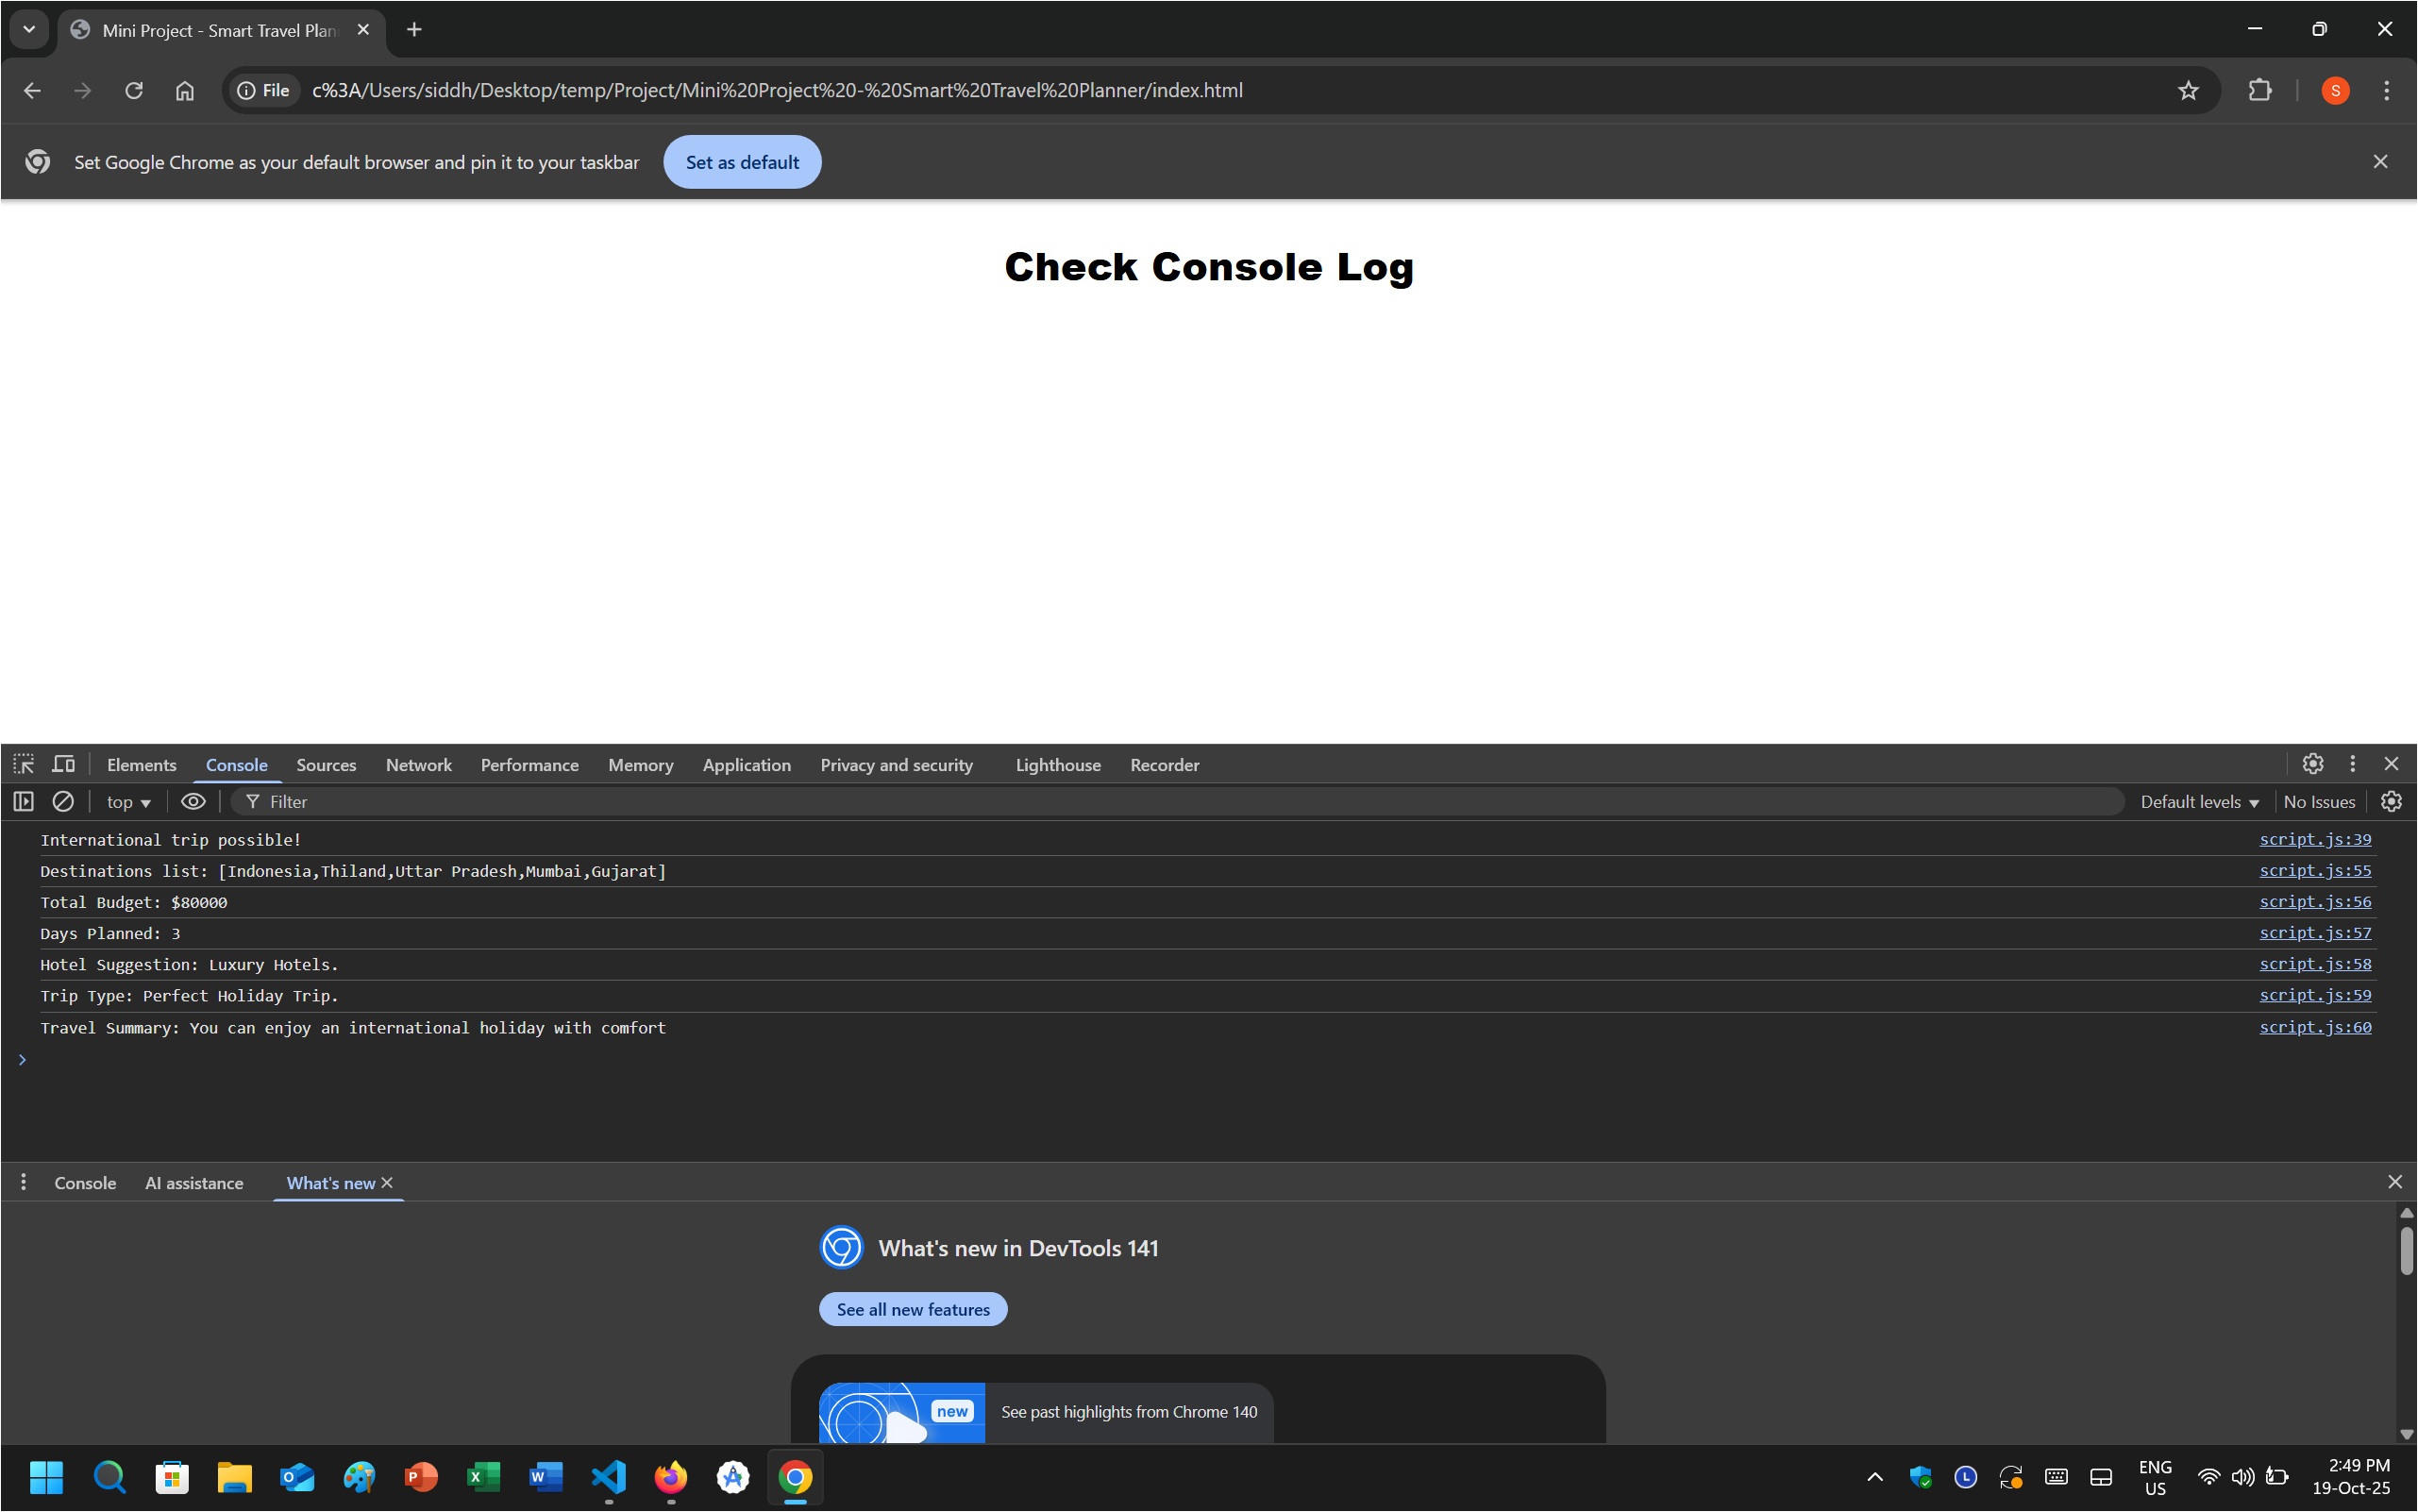 Mini Project - Smart Travel Plan
File c%3A/Users/siddh/Desktop/temp/Project/Mini%20Project%20-%20Smart%20Travel%20Planner/index.html
S
Set Google Chrome as your default browser and pin it to your taskbar Set as default
Check Console Log
Elements Console Sources Network Performance Memory Application Privacy and security Lighthouse Recorder
top Filter Default levels No Issues
International trip possible! script.js:39
Destinations list: [Indonesia,Thiland,Uttar Pradesh,Mumbai,Gujarat] script.js:55
Total Budget: $80000 script.js:56
Days Planned: 3 script.js:57
Hotel Suggestion: Luxury Hotels. script.js:58
Trip Type: Perfect Holiday Trip. script.js:59
Travel Summary: You can enjoy an international holiday with comfort script.js:60
Console AI assistance What's new
What's new in DevTools 141
See all new features
new See past highlights from Chrome 140
ENG 2:49 PM
US 19-Oct-25